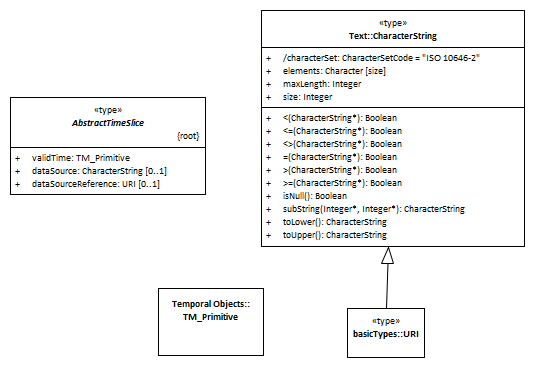 «type»
Text::CharacterString
+ /characterSet: CharacterSetCode = "ISO 10646-2"
+ elements: Character [size]
+ maxLength: Integer
+ size: Integer
+ <(CharacterString*): Boolean
+ <=(CharacterString*): Boolean
+ <>(CharacterString*): Boolean
+ =(CharacterString*): Boolean
+ >(CharacterString*): Boolean
+ >=(CharacterString*): Boolean
+ isNull(): Boolean
+ subString(Integer*, Integer*): CharacterString
+ toLower(): CharacterString
+ toUpper(): CharacterString
«type»
AbstractTimeSlice
{root}
+ validTime: TM_Primitive
+ dataSource: CharacterString [0..1]
+ dataSourceReference: URI [0..1]
Temporal Objects::
TM_Primitive
«type»
basicTypes::URI